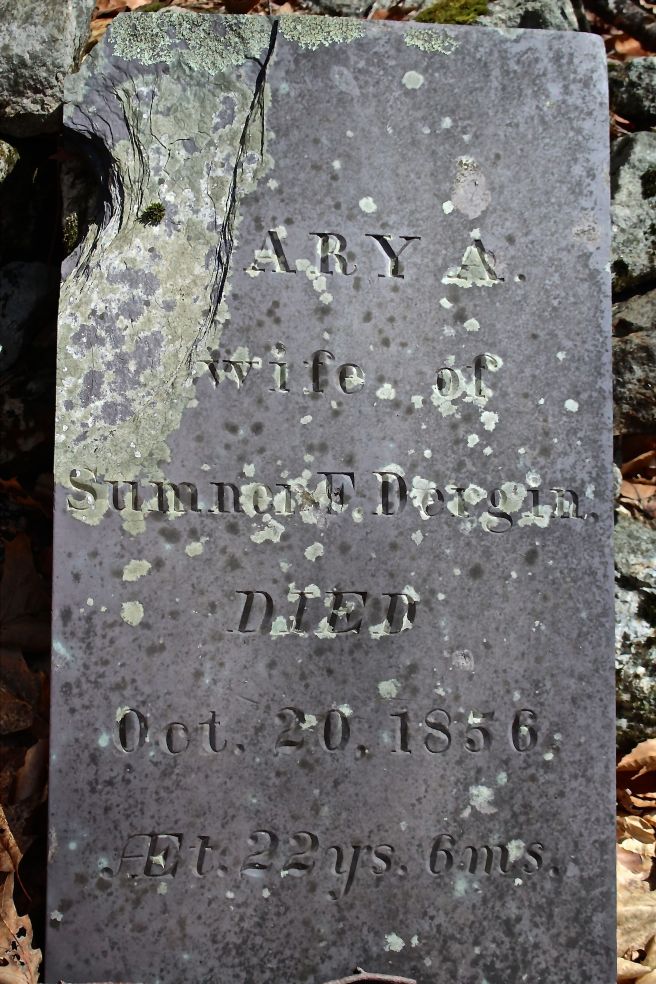 ARY A.
wife of
Sumner F. Dergin,
DIED
Oct. 20, 1856.
Æt. 22 ys. 6 ms.